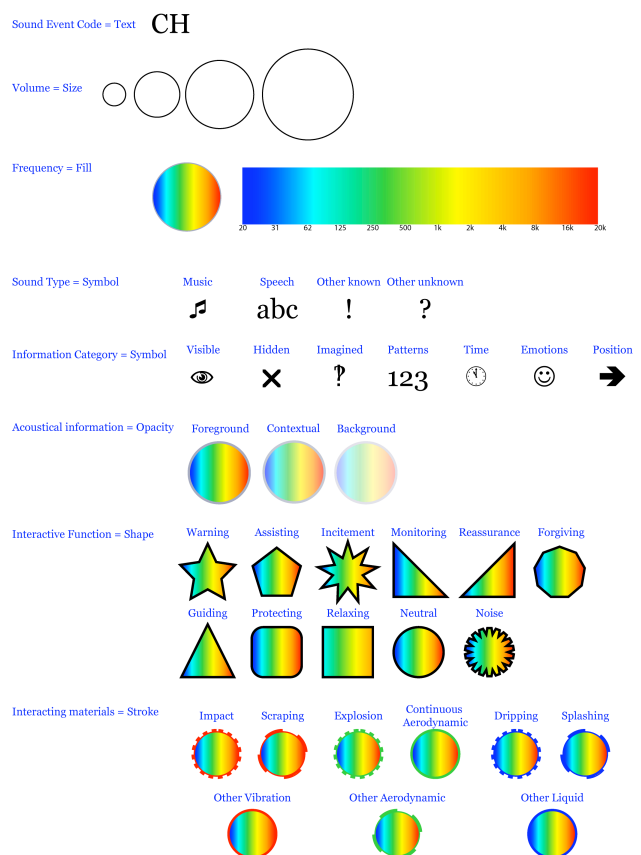 Sound Event Code = Text CH
Volume = Size
Frequency = Fill
20 31 62 125 250 500 1k 2k 4k 8k 16k 20k
Sound Type = Symbol Music Speech Other known Other unknown
abc ! ?
Information Category = Symbol Visible Hidden Imagined Patterns Time Emotions Position
‽ 123
Acoustical information = Opacity Foreground Contextual Background
Interactive Function = Shape Warning Assisting Incitement Monitoring Reassurance Forgiving
Guiding Protecting Relaxing Neutral Noise
Interacting materials = Stroke Impact Scraping Explosion Continuous Aerodynamic Dripping Splashing
Other Vibration Other Aerodynamic Other Liquid